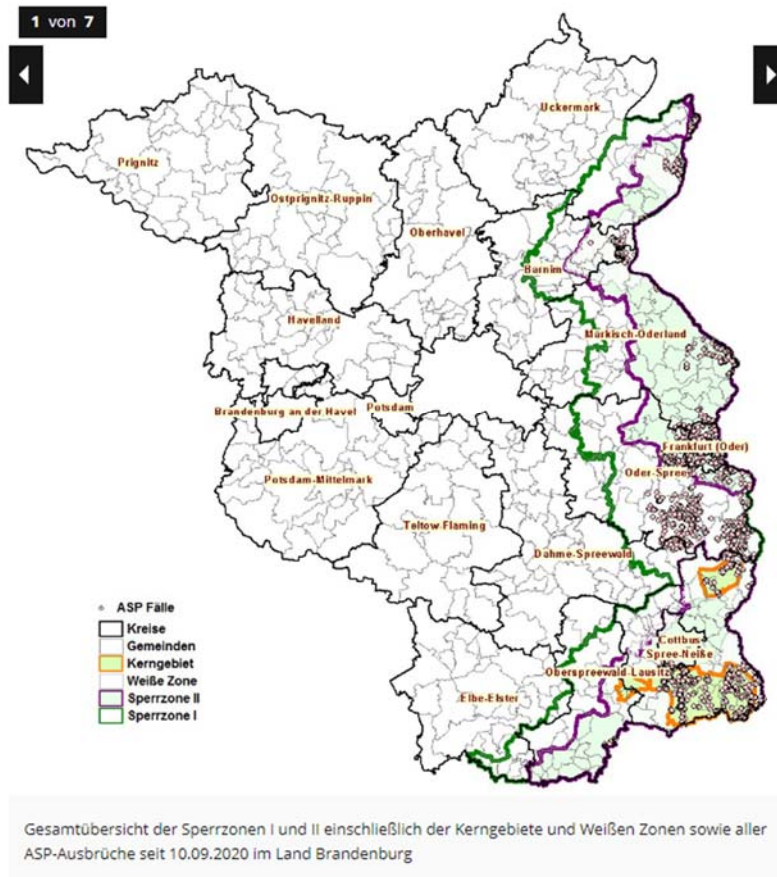 1 von 7
Uckermark
Prignitz
Ostprignitz-Ruppin
Oberhavel
Barnim
Havelland
Märkisch-Oderland
Brandenburg an der Havel
Potsdam
Frankfurt (Oder)
Oder-Spree
Potsdam-Mittelmark
Teltow-Flaming
Dahme-Spreewald
Cottbus
Spree-Neiße
Oberspreewald-Lausitz
Elbe-Elster
ASP Fälle
Kreise
Gemeinden
Kerngebiet
Weiße Zone
Sperrzone II
Sperrzone I
Gesamtübersicht der Sperrzonen I und II einschließlich der Kerngebiete und Weißen Zonen sowie aller
ASP-Ausbrüche seit 10.09.2020 im Land Brandenburg